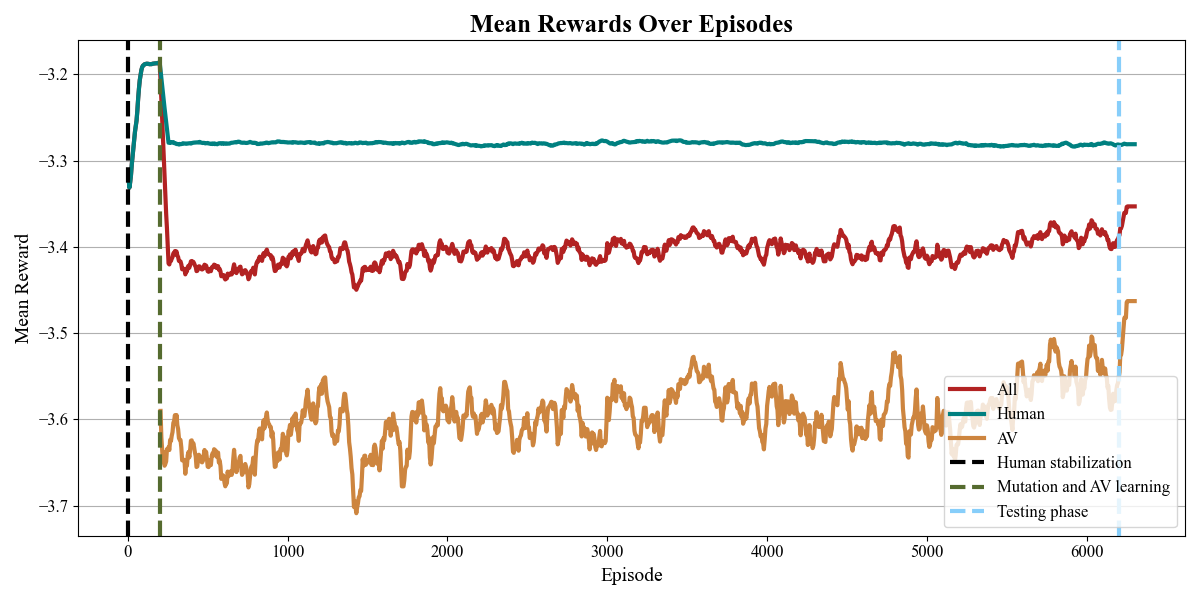 Mean Rewards Over Episodes
Mean Reward
−3.2
−3.3
−3.4
−3.5
−3.6
−3.7
0
1000
2000
3000
4000
5000
6000
Episode
All
Human
AV
Human stabilization
Mutation and AV learning
Testing phase